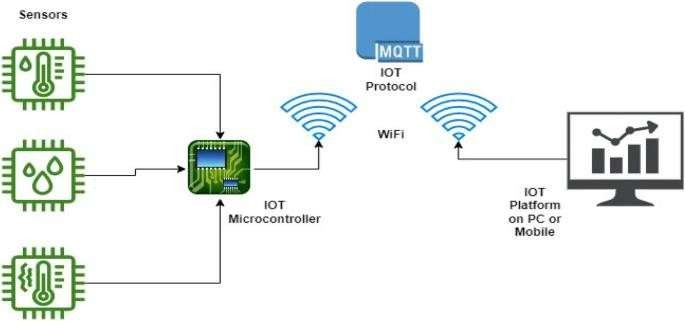 Sensors
MQTT
IOT
Protocol
WiFi
IOT
Microcontroller
IOT
Platform
on PC or
Mobile